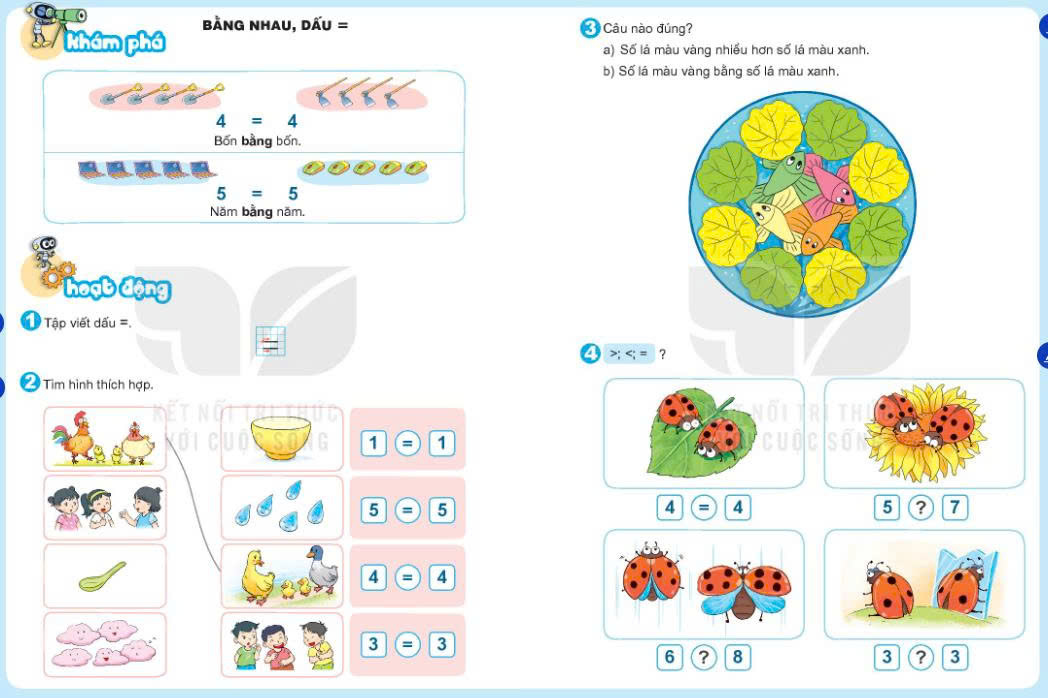 BẰNG NHAU, DẤU =
khám phá
4 = 4
Bốn bằng bốn.
5 = 5
Năm bằng năm.
hoạt động
1 Tập viết dấu =.
2 Tìm hình thích hợp.
1 = 1
5 = 5
4 = 4
3 = 3
3 Câu nào đúng?
a) Số lá màu vàng nhiều hơn số lá màu xanh.
b) Số lá màu vàng bằng số lá màu xanh.
4 >; <; = ?
4 = 4
5 ? 7
6 ? 8
3 ? 3
KẾT NỐI TRI THỨC
VỚI CUỘC SỐNG
KẾT NỐI TRI THỨC
VỚI CUỘC SỐNG